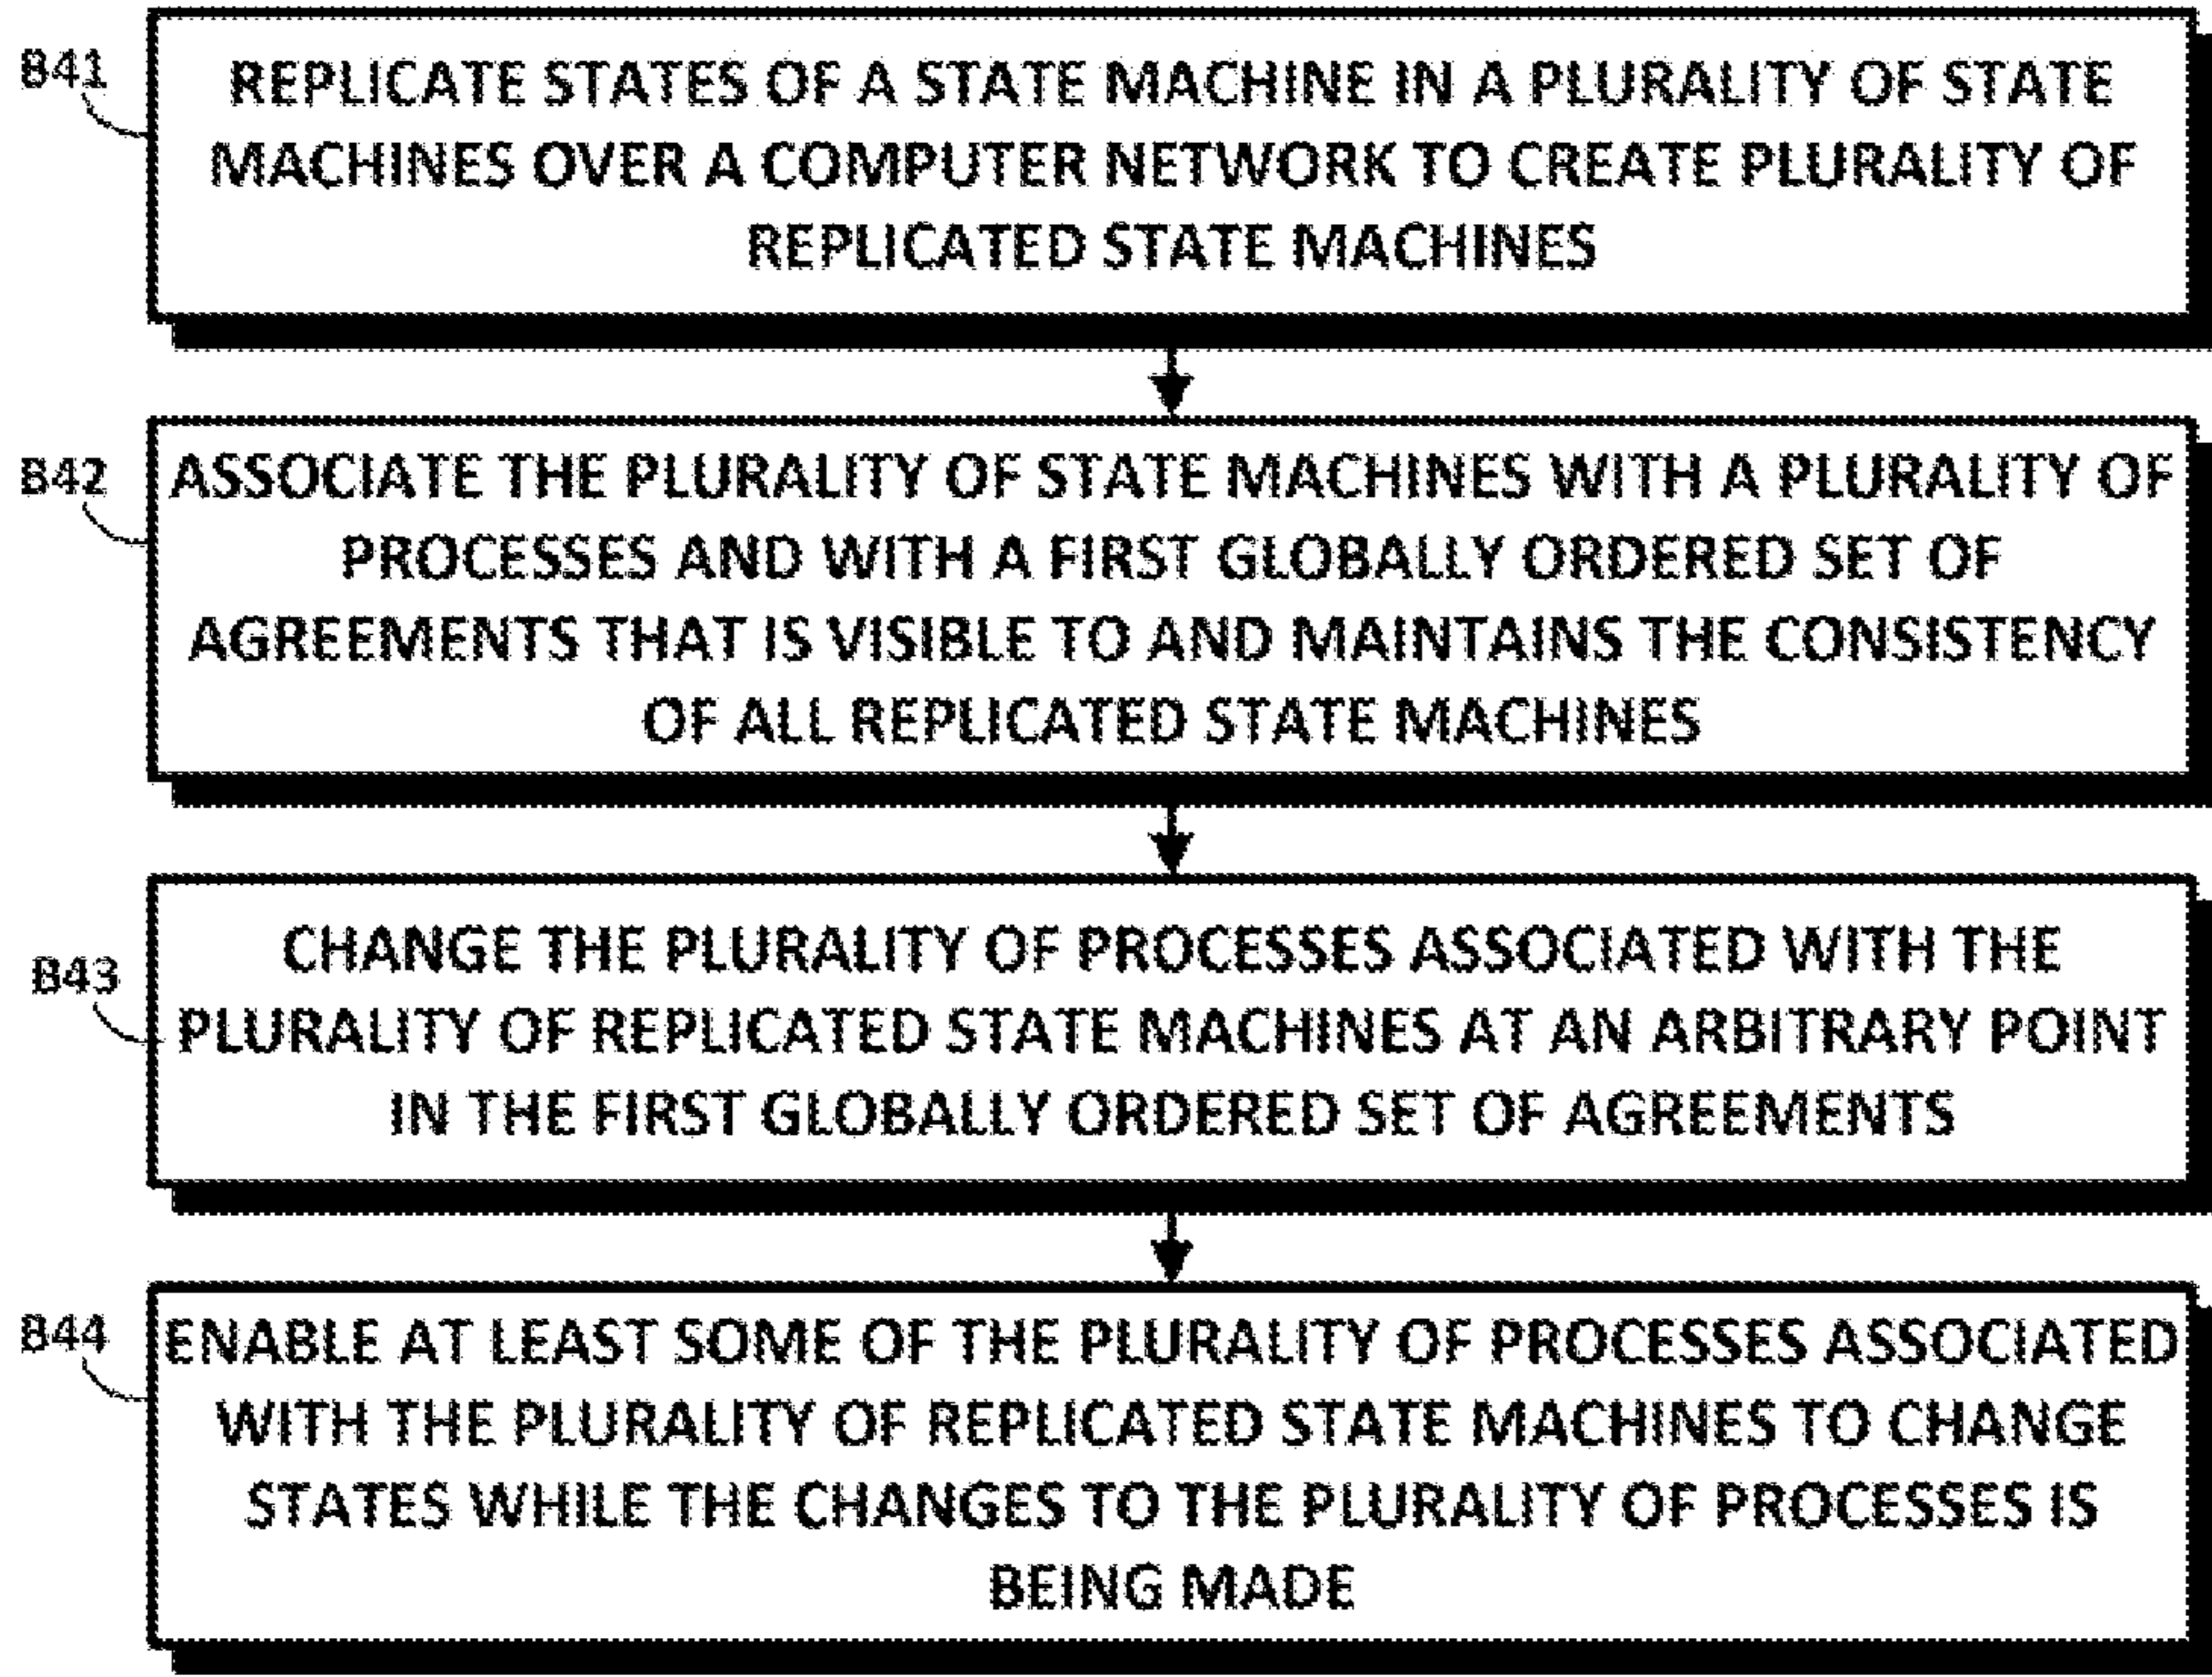 B41
REPLICATE STATES OF A STATE MACHINE IN A PLURALITY OF STATE
MACHINES OVER A COMPUTER NETWORK TO CREATE PLURALITY OF
REPLICATED STATE MACHINES
B42
ASSOCIATE THE PLURALITY OF STATE MACHINES WITH A PLURALITY OF
PROCESSES AND WITH A FIRST GLOBALLY ORDERED SET OF
AGREEMENTS THAT IS VISIBLE TO AND MAINTAINS THE CONSISTENCY
OF ALL REPLICATED STATE MACHINES
B43
CHANGE THE PLURALITY OF PROCESSES ASSOCIATED WITH THE
PLURALITY OF REPLICATED STATE MACHINES AT AN ARBITRARY POINT
IN THE FIRST GLOBALLY ORDERED SET OF AGREEMENTS
B44
ENABLE AT LEAST SOME OF THE PLURALITY OF PROCESSES ASSOCIATED
WITH THE PLURALITY OF REPLICATED STATE MACHINES TO CHANGE
STATES WHILE THE CHANGES TO THE PLURALITY OF PROCESSES IS
BEING MADE